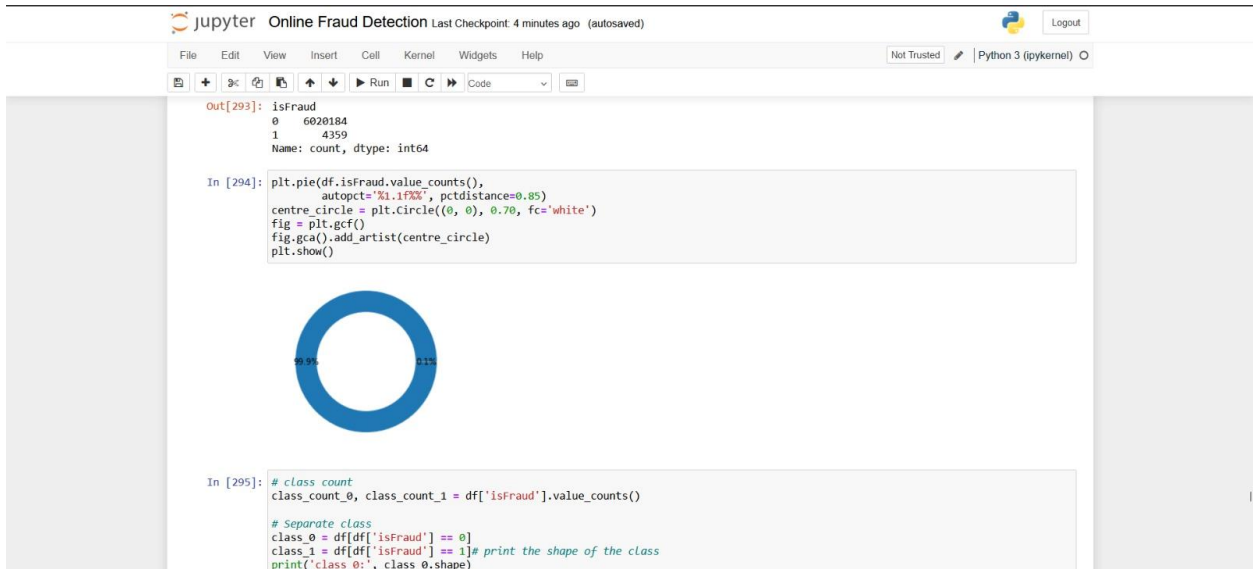 jupyter Online Fraud Detection Last Checkpoint: 4 minutes ago (autosaved)
Logout
File Edit View Insert Cell Kernel Widgets Help
Not Trusted Python 3 (ipykernel)
Run Code
Out[293]: isFraud
0 6020184
1 4359
Name: count, dtype: int64
In [294]: plt.pie(df.isFraud.value_counts(),
autopct='%1.1f%%', pctdistance=0.85)
centre_circle = plt.Circle((0, 0), 0.70, fc='white')
fig = plt.gcf()
fig.gca().add_artist(centre_circle)
plt.show()
99.9% 0.1%
In [295]: # class count
class_count_0, class_count_1 = df['isFraud'].value_counts()
# Separate class
class_0 = df[df['isFraud'] == 0]
class_1 = df[df['isFraud'] == 1]# print the shape of the class
print('class 0:', class_0.shape)